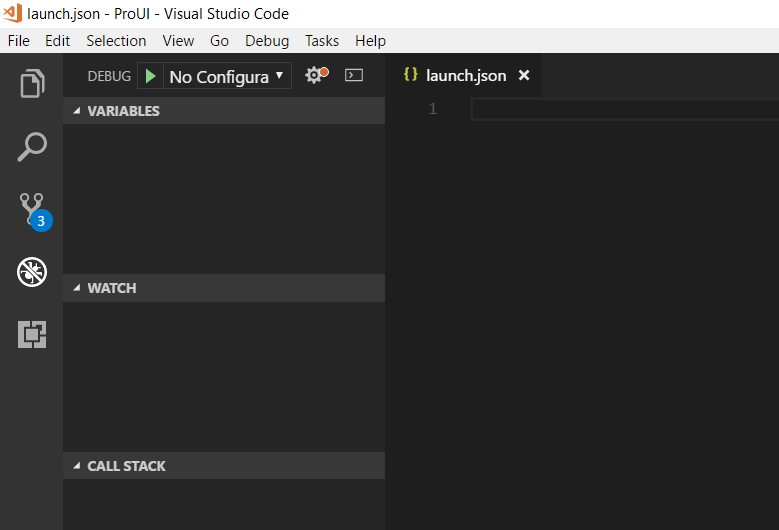 launch.json - ProUI - Visual Studio Code
File Edit Selection View Go Debug Tasks Help
DEBUG No Configura
{} launch.json ×
VARIABLES
1
3
WATCH
CALL STACK